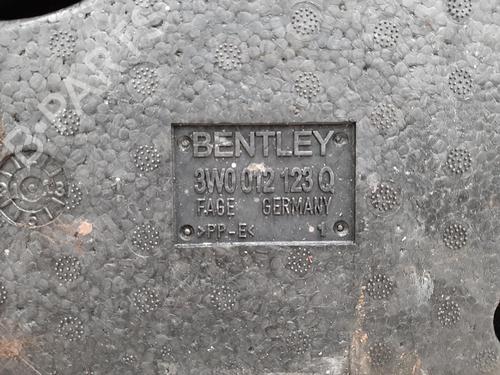 BENTLEY
3W0 012 123 Q
FAGE GERMANY
>PP-E< 1